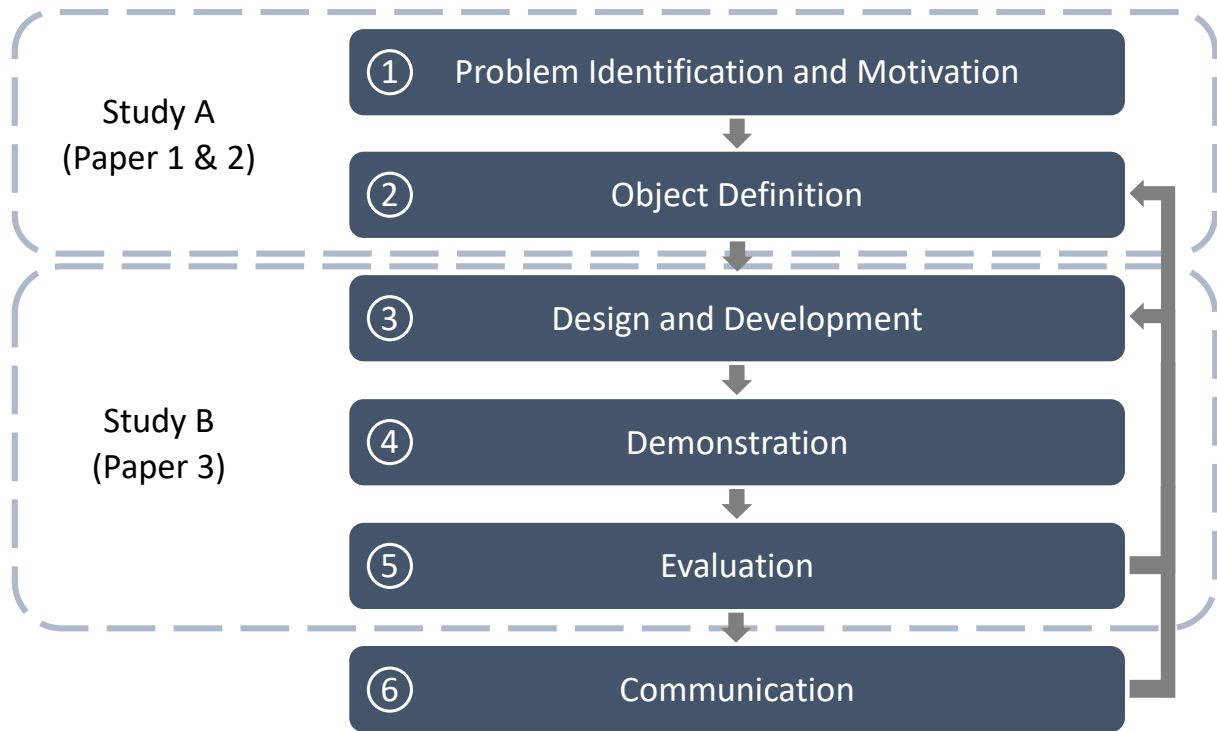 Study A
(Paper 1 & 2)
1 Problem Identification and Motivation
2 Object Definition
Study B
(Paper 3)
3 Design and Development
4 Demonstration
5 Evaluation
6 Communication